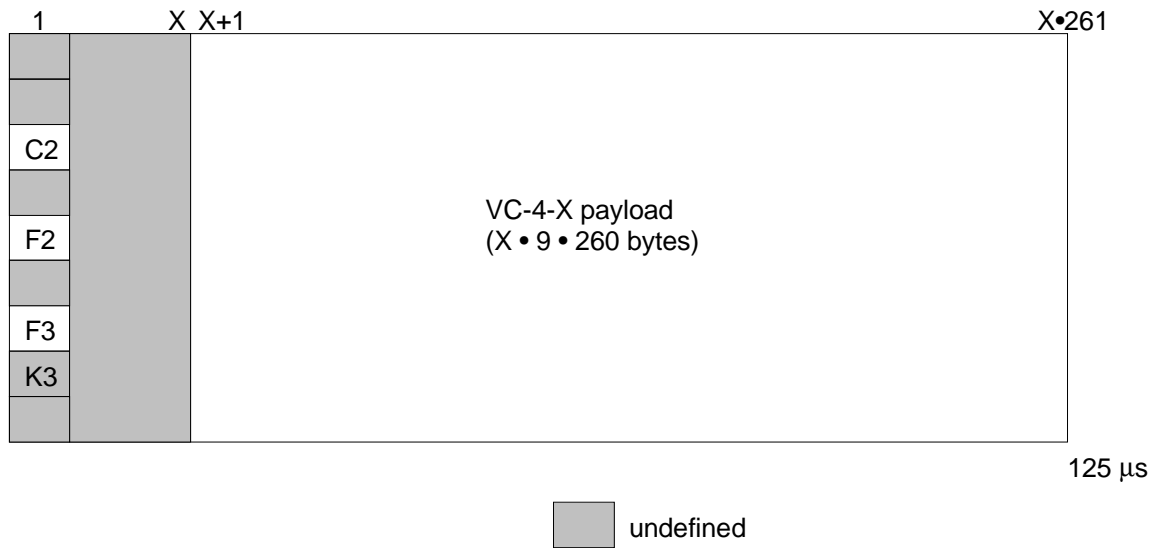 1 X X+1 X•261
C2
F2
F3
K3
VC-4-X payload
(X • 9 • 260 bytes)
125 µs
undefined